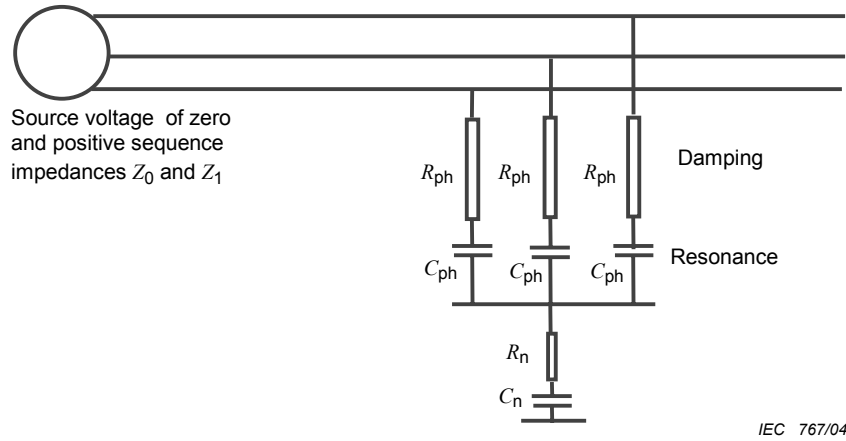 Source voltage of zero
and positive sequence
impedances Z0 and Z1
Rph
Rph
Rph
Damping
Cph
Cph
Cph
Resonance
Rn
Cn
IEC 767/04